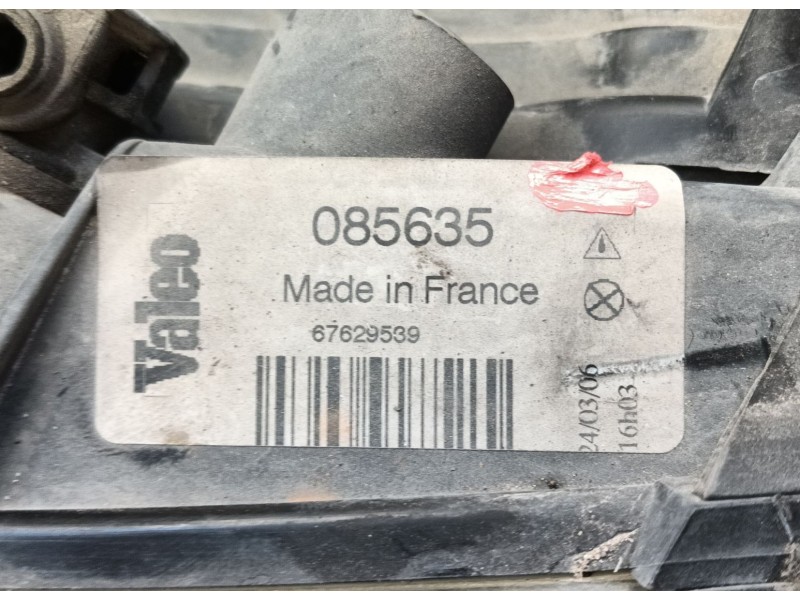 Valeo
085635
Made in France
67629539
24/03/06
16h03